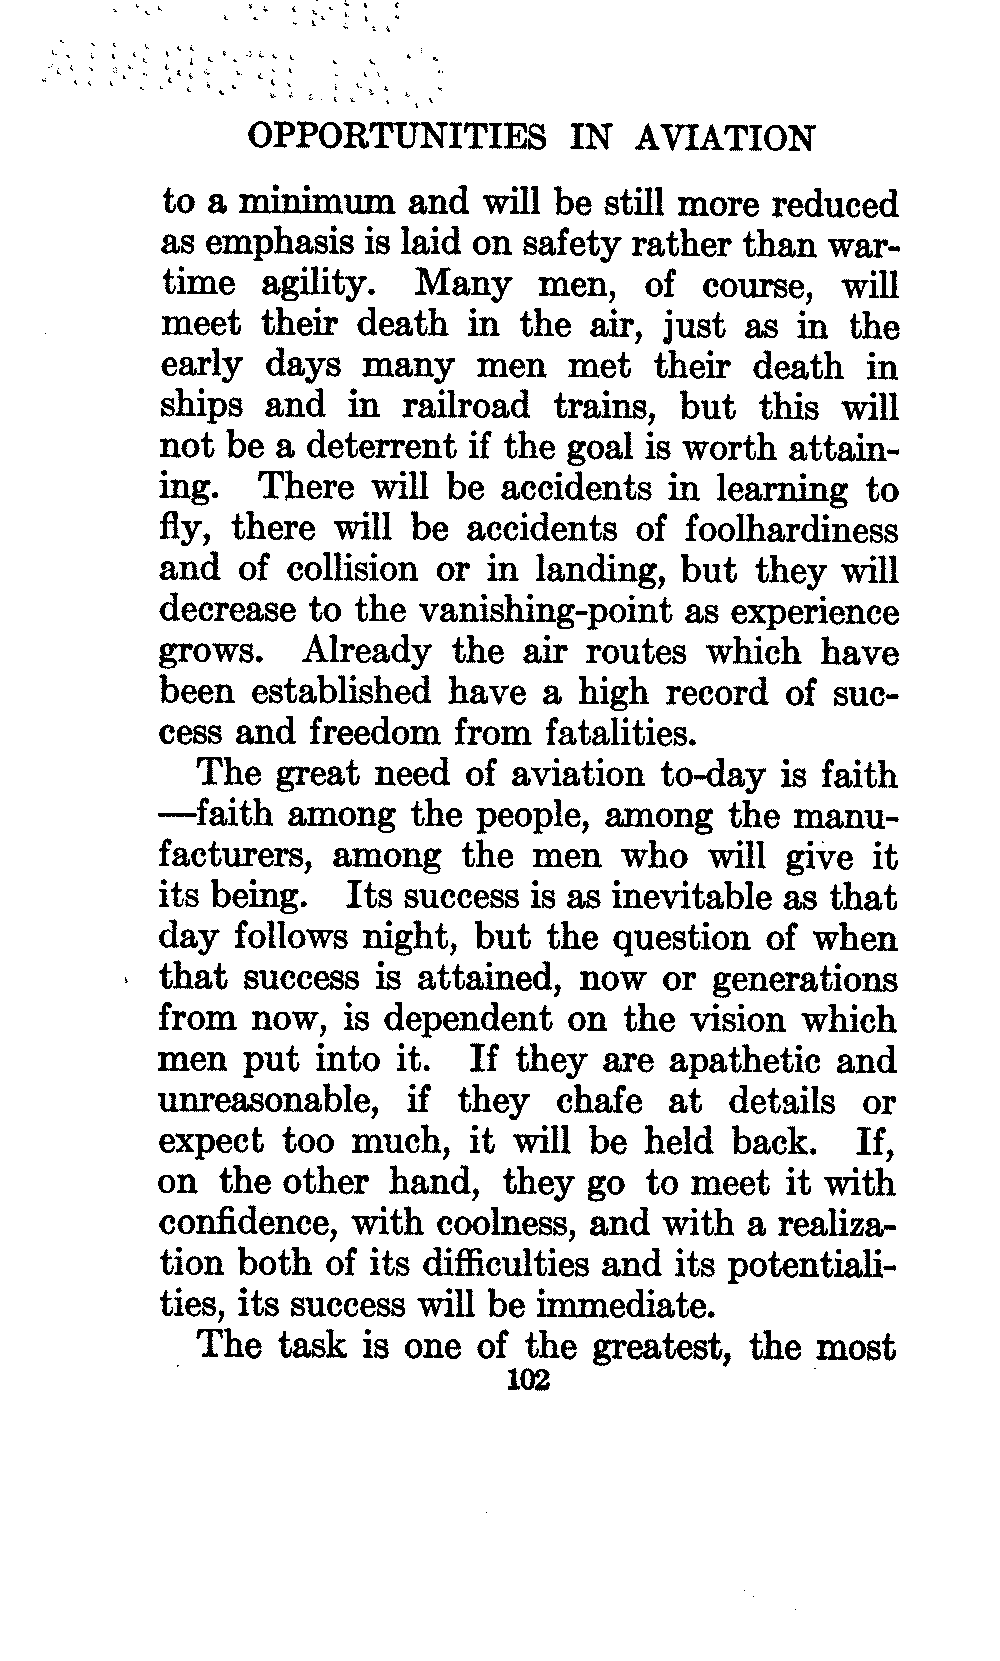 OPPORTUNITIES IN AVIATION
to a minimum and will be still more reduced
as emphasis is laid on safety rather than war-
time agility. Many men, of course, will
meet their death in the air, just as in the
early days many men met their death in
ships and in railroad trains, but this will
not be a deterrent if the goal is worth attain-
ing. There will be accidents in learning to
fly, there will be accidents of foolhardiness
and of collision or in landing, but they will
decrease to the vanishing-point as experience
grows. Already the air routes which have
been established have a high record of suc-
cess and freedom from fatalities.
The great need of aviation to-day is faith
—faith among the people, among the manu-
facturers, among the men who will give it
its being. Its success is as inevitable as that
day follows night, but the question of when
that success is attained, now or generations
from now, is dependent on the vision which
men put into it. If they are apathetic and
unreasonable, if they chafe at details or
expect too much, it will be held back. If,
on the other hand, they go to meet it with
confidence, with coolness, and with a realiza-
tion both of its difficulties and its potentiali-
ties, its success will be immediate.
The task is one of the greatest, the most
102